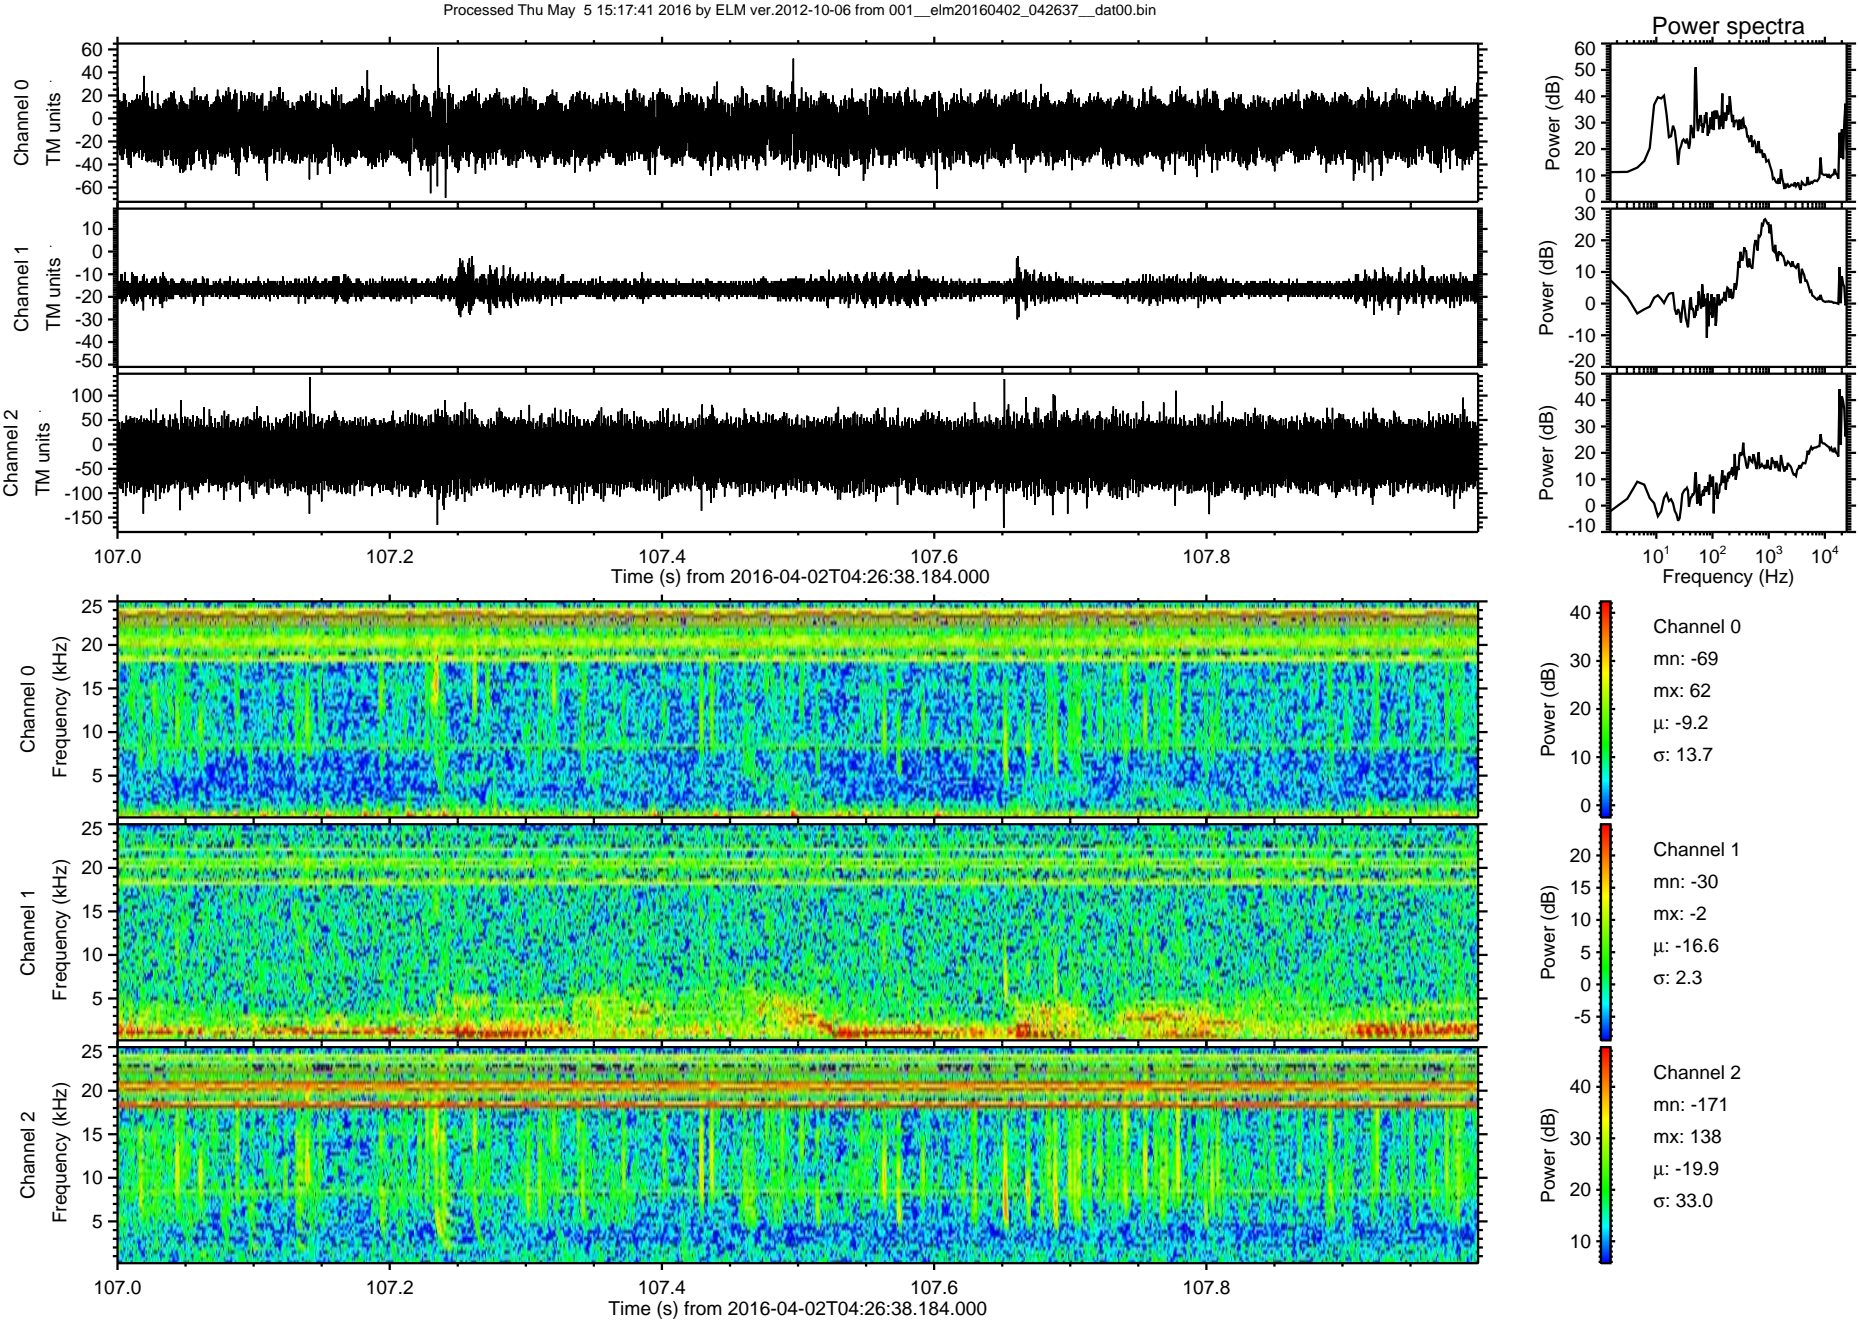 Processed Thu May 5 15:17:41 2016 by ELM ver.2012-10-06 from 001__elm20160402_042637__dat00.bin
Power spectra
Channel 0
TM units
60
40
20
0
-20
-40
-60
Power (dB)
60
50
40
30
20
10
0
Channel 1
TM units
10
0
-10
-20
-30
-40
-50
Power (dB)
30
20
10
0
-10
-20
Channel 2
TM units
100
50
0
-50
-100
-150
Power (dB)
50
40
30
20
10
0
-10
107.0 107.2 107.4 107.6 107.8
Time (s) from 2016-04-02T04:26:38.184.000
10¹ 10² 10³ 10⁴
Frequency (Hz)
Channel 0
Frequency (kHz)
25
20
15
10
5
Power (dB)
40
30
20
10
0
Channel 0
mn: -69
mx: 62
μ: -9.2
σ: 13.7
Channel 1
Frequency (kHz)
25
20
15
10
5
Power (dB)
20
15
10
5
0
-5
Channel 1
mn: -30
mx: -2
μ: -16.6
σ: 2.3
Channel 2
Frequency (kHz)
25
20
15
10
5
Power (dB)
40
30
20
10
Channel 2
mn: -171
mx: 138
μ: -19.9
σ: 33.0
107.0 107.2 107.4 107.6 107.8
Time (s) from 2016-04-02T04:26:38.184.000